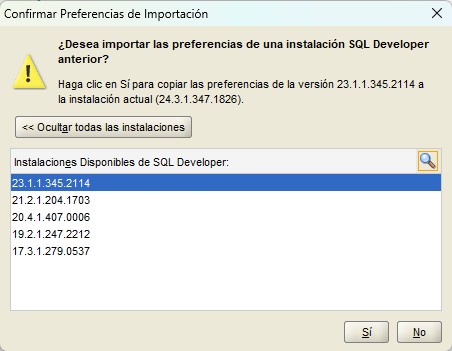 Confirmar Preferencias de Importación
¿Desea importar las preferencias de una instalación SQL Developer
anterior?
Haga clic en Sí para copiar las preferencias de la versión 23.1.1.345.2114 a
la instalación actual (24.3.1.347.1826).
<< Ocultar todas las instalaciones
Instalaciones Disponibles de SQL Developer:
23.1.1.345.2114
21.2.1.204.1703
20.4.1.407.0006
19.2.1.247.2212
17.3.1.279.0537
Sí
No